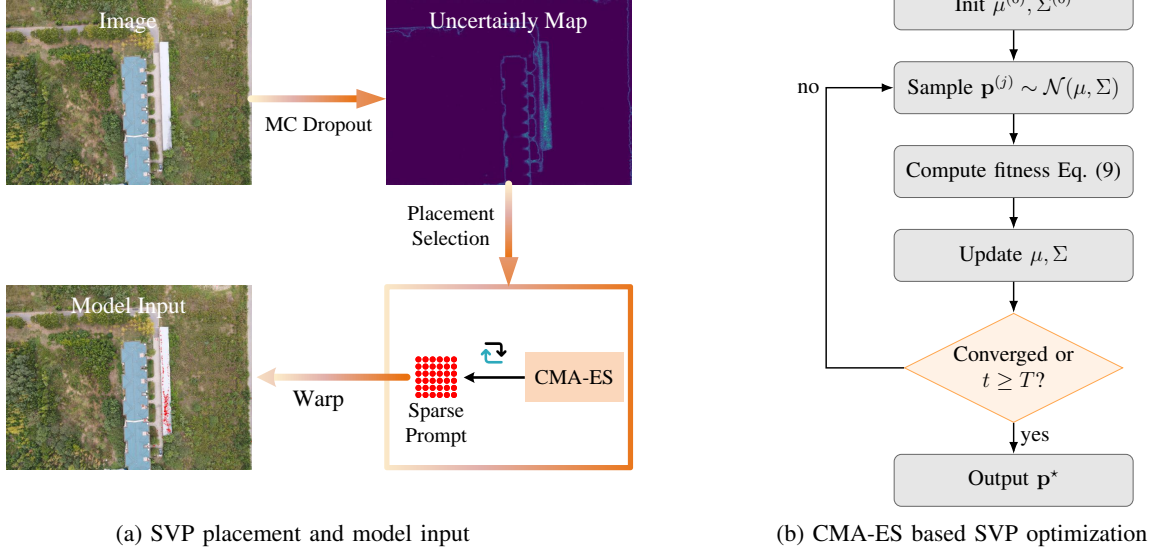 Image
Uncertainly Map
MC Dropout
Placement
Selection
Model Input
Warp
Sparse
Prompt
CMA-ES
(a) SVP placement and model input
Init μ^(0), Σ^(0)
no
Sample p^(j) ∼ N(μ, Σ)
Compute fitness Eq. (9)
Update μ, Σ
Converged or
t ≥ T?
yes
Output p⋆
(b) CMA-ES based SVP optimization